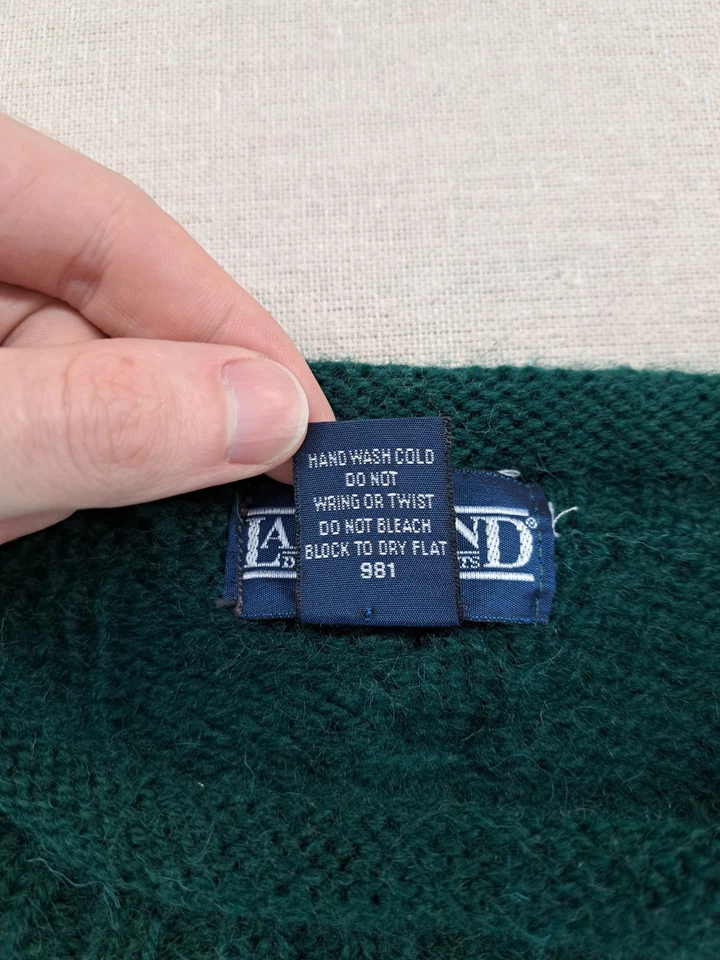 HAND WASH COLD
DO NOT
WRING OR TWIST
DO NOT BLEACH
BLOCK TO DRY FLAT
981